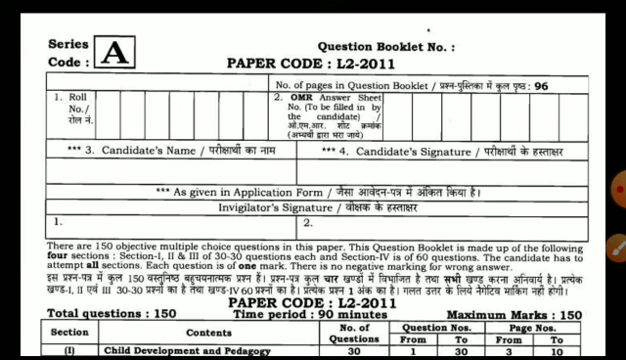 Series
Code : A
Question Booklet No. :
PAPER CODE : L2-2011
No. of pages in Question Booklet / प्रश्न-पुस्तिका में कुल पृष्ठ : 96
1. Roll
No./
रोल नं.
2. OMR Answer Sheet
No. (To be filled in by
the candidate) /
ओ.एम.आर. शीट क्रमांक
(अभ्यर्थी द्वारा भरा जाये)
*** 3. Candidate's Name / परीक्षार्थी का नाम
*** 4. Candidate's Signature / परीक्षार्थी के हस्ताक्षर
*** As given in Application Form / जैसा आवेदन-पत्र में अंकित किया है।
Invigilator's Signature / वीक्षक के हस्ताक्षर
1.
2.
There are 150 objective multiple choice questions in this paper. This Question Booklet is made up of the following
four sections : Section-I, II & III of 30-30 questions each and Section-IV is of 60 questions. The candidate has to
attempt all sections. Each question is of one mark. There is no negative marking for wrong answer.
इस प्रश्न-पत्र में कुल 150 वस्तुनिष्ठ बहुचयनात्मक प्रश्न हैं। प्रश्न-पत्र कुल चार खण्डों में विभाजित है तथा सभी खण्ड करना अनिवार्य है। प्रत्येक
खण्ड-I, II एवं III 30-30 प्रश्नों का है तथा खण्ड-IV 60 प्रश्नों का है। प्रत्येक प्रश्न 1 अंक का है। गलत उत्तर के लिये नैगेटिव मार्किंग नहीं होगी।
PAPER CODE : L2-2011
Total questions : 150 Time period : 90 minutes Maximum Marks : 150
Section Contents No. of Questions Question Nos. From To Page Nos. From To
(I) Child Development and Pedagogy 30 1 30 3 10